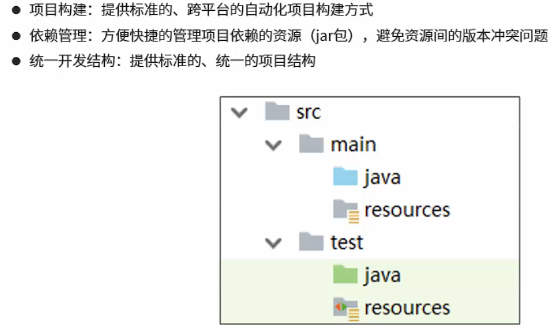 ● 项目构建：提供标准的、跨平台的自动化项目构建方式
● 依赖管理：方便快捷的管理项目依赖的资源（jar包），避免资源间的版本冲突问题
● 统一开发结构：提供标准的、统一的项目结构
src
main
java
resources
test
java
resources